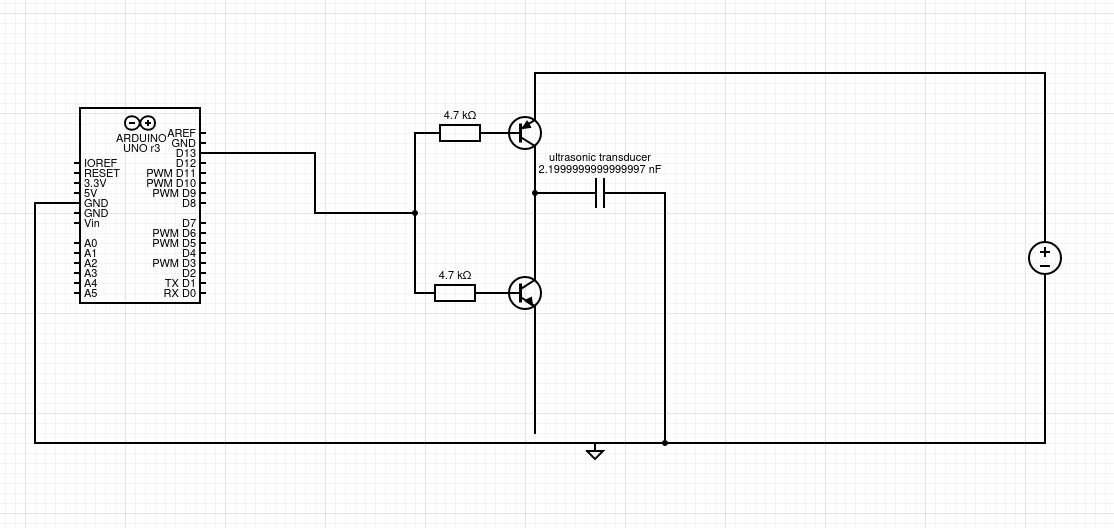 ARDUINO
UNO r3
IOREF
RESET
3.3V
5V
GND
GND
Vin
A0
A1
A2
A3
A4
A5
AREF
GND
D13
D12
PWM D11
PWM D10
PWM D9
D8
D7
PWM D6
PWM D5
D4
PWM D3
D2
TX D1
RX D0
4.7 kΩ
4.7 kΩ
ultrasonic transducer
2.1999999999999997 nF